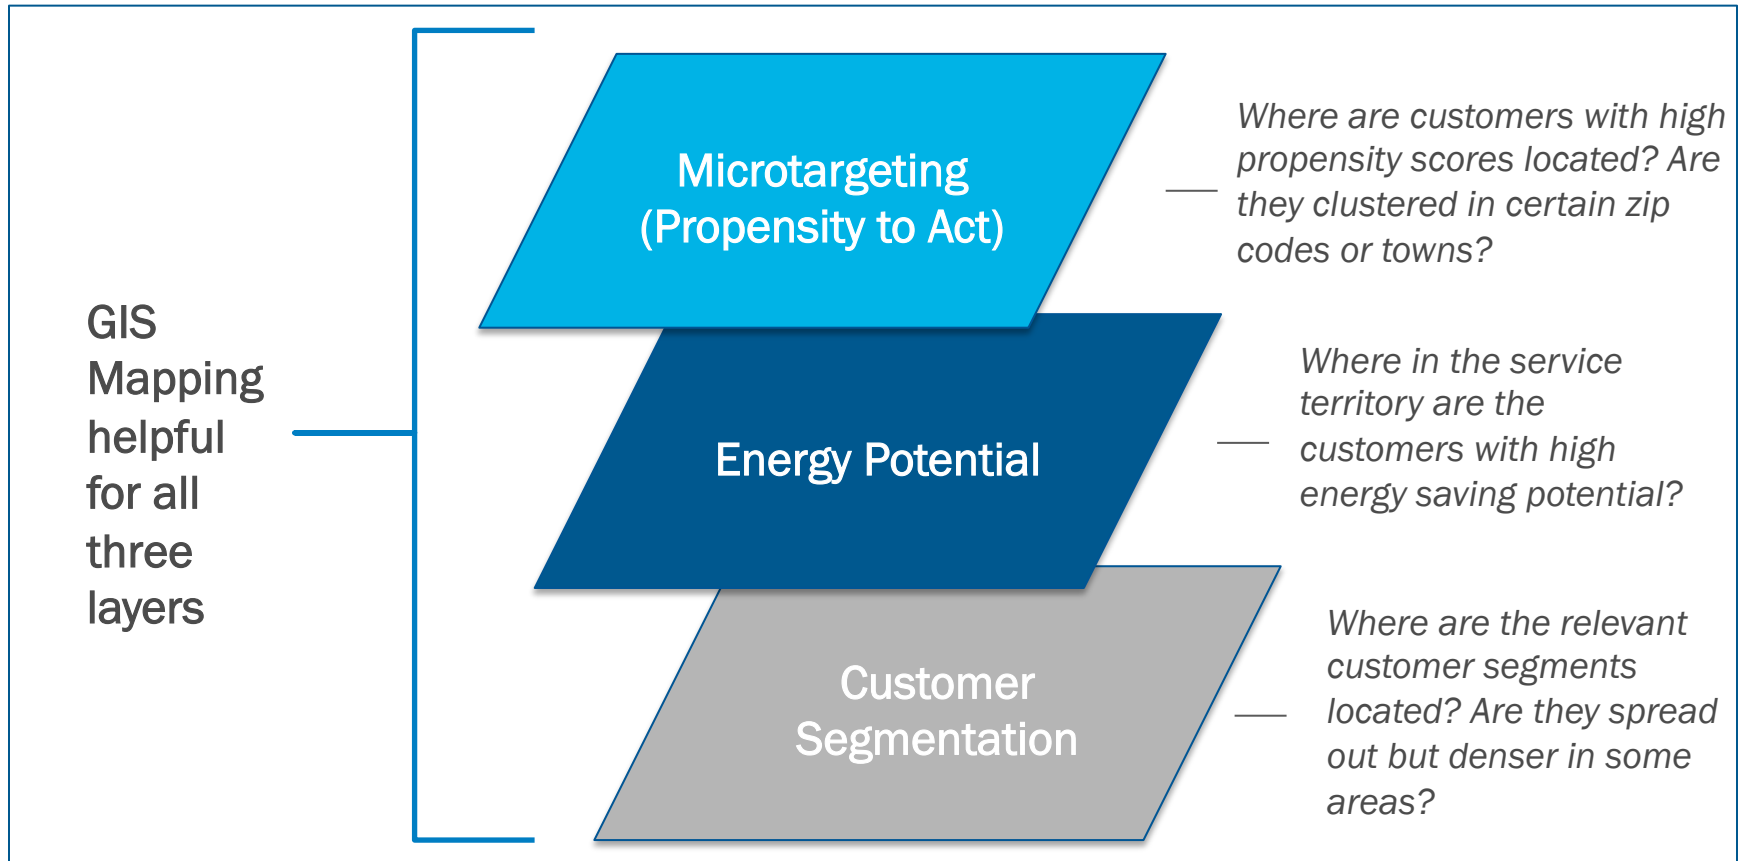 GIS
Mapping
helpful
for all
three
layers
Microtargeting
(Propensity to Act)
Where are customers with high
propensity scores located? Are
they clustered in certain zip
codes or towns?
Energy Potential
Where in the service
territory are the
customers with high
energy saving potential?
Customer
Segmentation
Where are the relevant
customer segments
located? Are they spread
out but denser in some
areas?